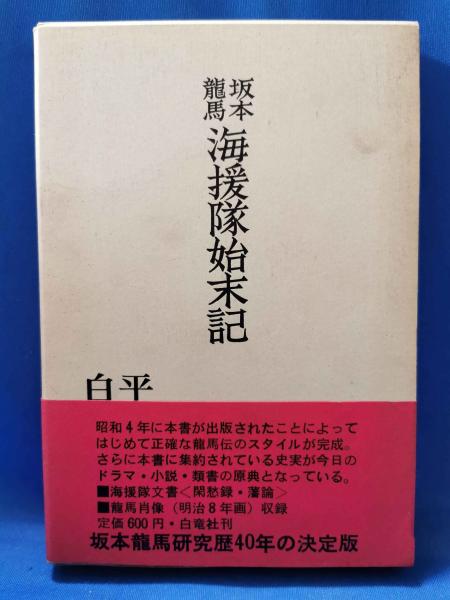 坂本
龍馬
海援隊始末記
平
昭和4年に本書が出版されたことによって
はじめて正確な龍馬伝のスタイルが完成。
さらに本書に集約されている史実が今日の
ドラマ・小説・類書の原典となっている。
■海援隊文書<閑愁録・藩論>
■龍馬肖像（明治8年画）収録
定価600円・白竜社刊
坂本龍馬研究歴40年の決定版